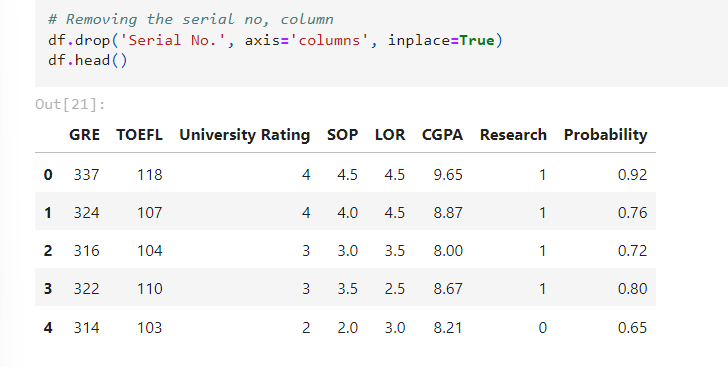 # Removing the serial no, column
df.drop('Serial No.', axis='columns', inplace=True)
df.head()
Out[21]:
GRE TOEFL University Rating SOP LOR CGPA Research Probability
0 337 118 4 4.5 4.5 9.65 1 0.92
1 324 107 4 4.0 4.5 8.87 1 0.76
2 316 104 3 3.0 3.5 8.00 1 0.72
3 322 110 3 3.5 2.5 8.67 1 0.80
4 314 103 2 2.0 3.0 8.21 0 0.65